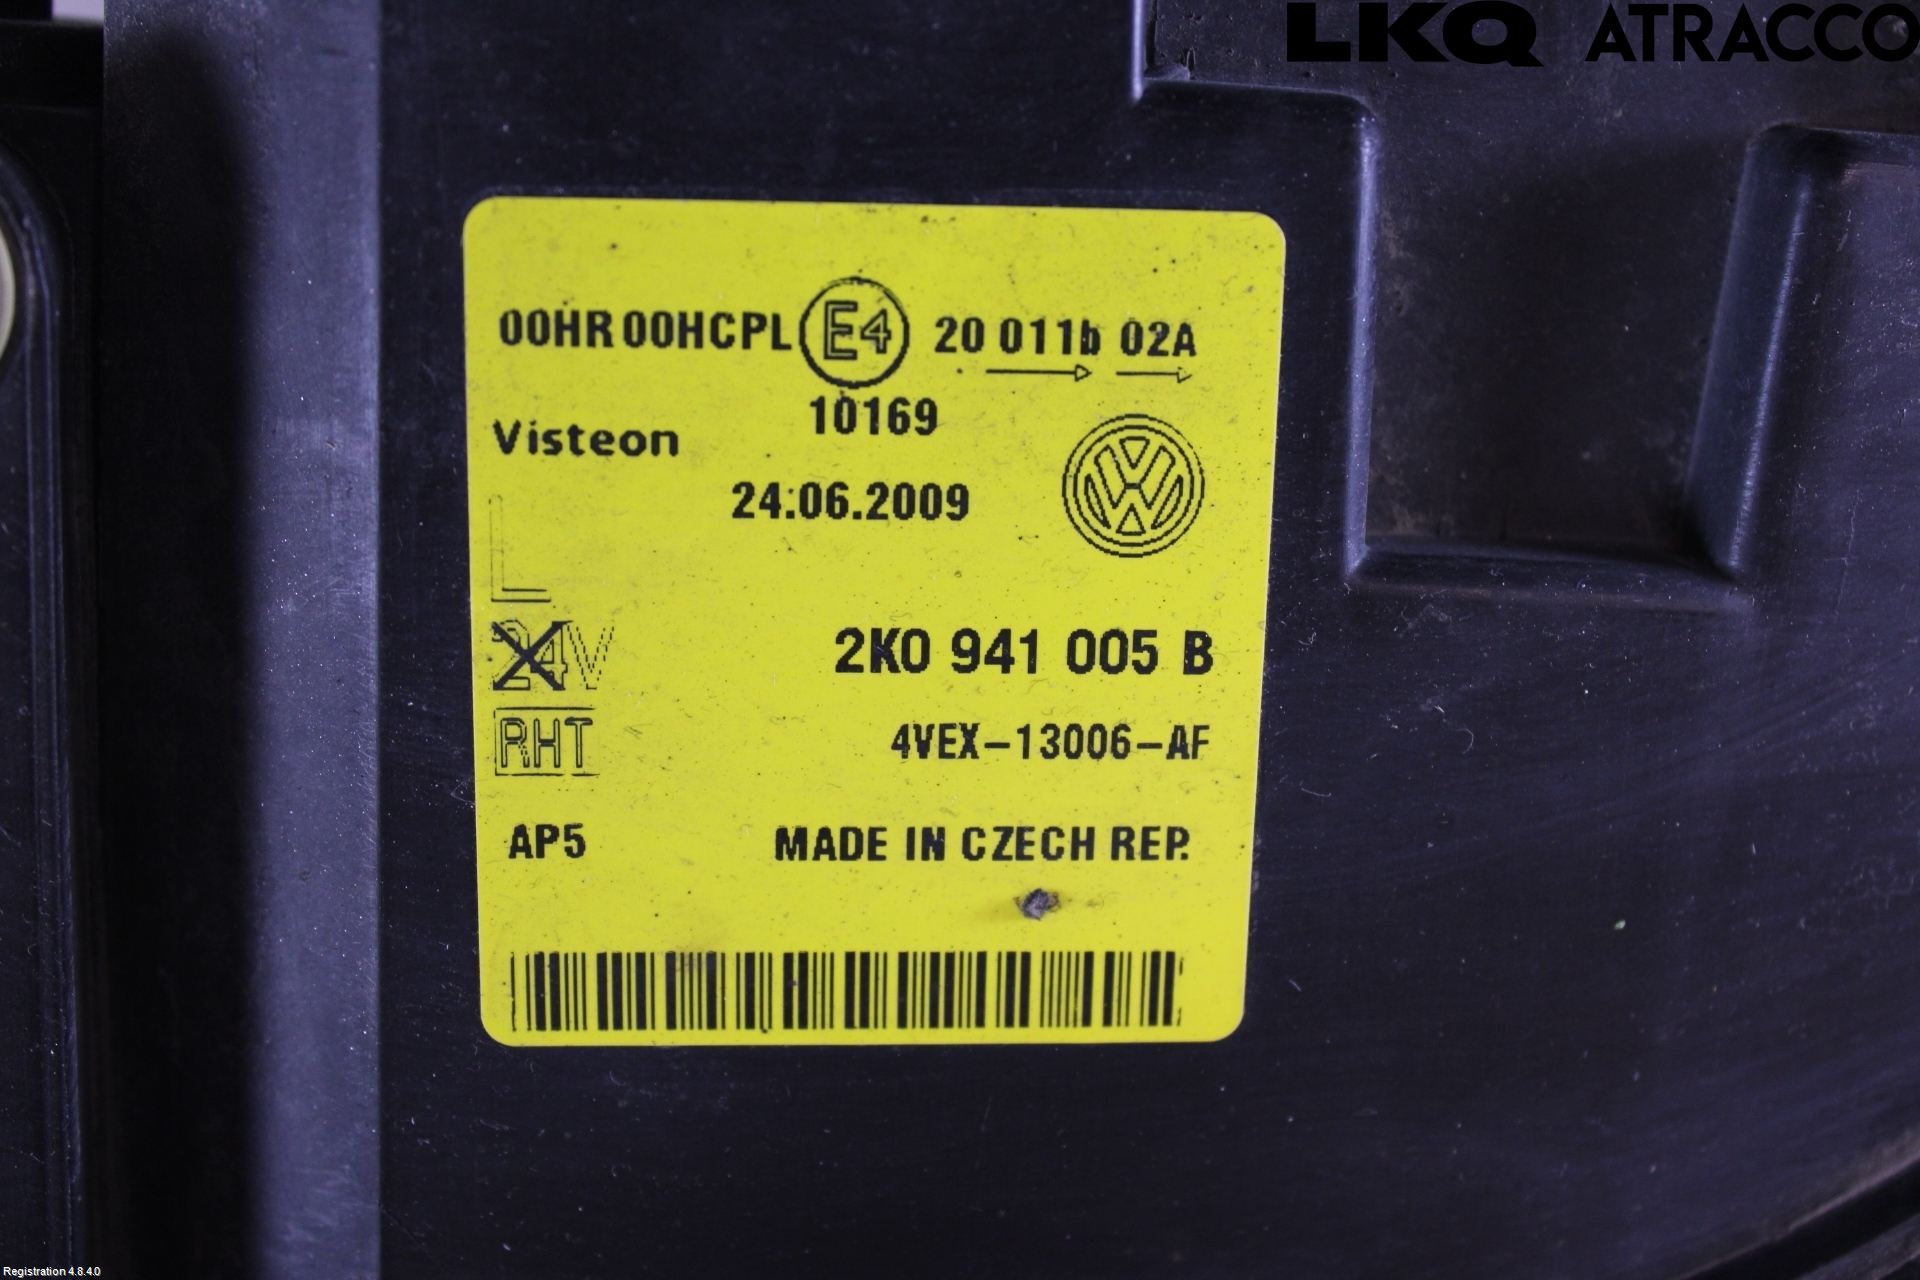 LKQ ATRACCO
00HR 00HCPL E4 20 011b 02A
10169
Visteon
24.06.2009
L
24V
2K0 941 005 B
RHT
4VEX-13006-AF
AP5 MADE IN CZECH REP.
Registration 4.8.4.0